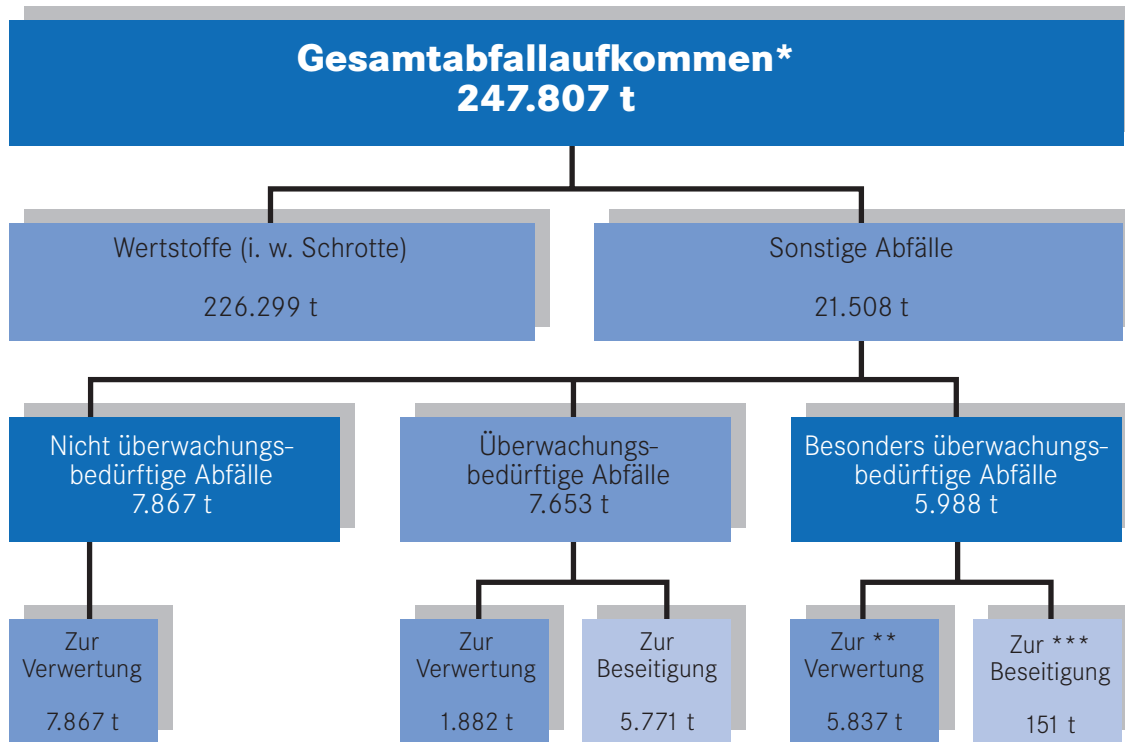 Gesamtabfallaufkommen*
247.807 t
Wertstoffe (i. w. Schrotte)
226.299 t
Sonstige Abfälle
21.508 t
Nicht überwachungs-
bedürftige Abfälle
7.867 t
Überwachungs-
bedürftige Abfälle
7.653 t
Besonders überwachungs-
bedürftige Abfälle
5.988 t
Zur
Verwertung
7.867 t
Zur
Verwertung
1.882 t
Zur
Beseitigung
5.771 t
Zur **
Verwertung
5.837 t
Zur ***
Beseitigung
151 t